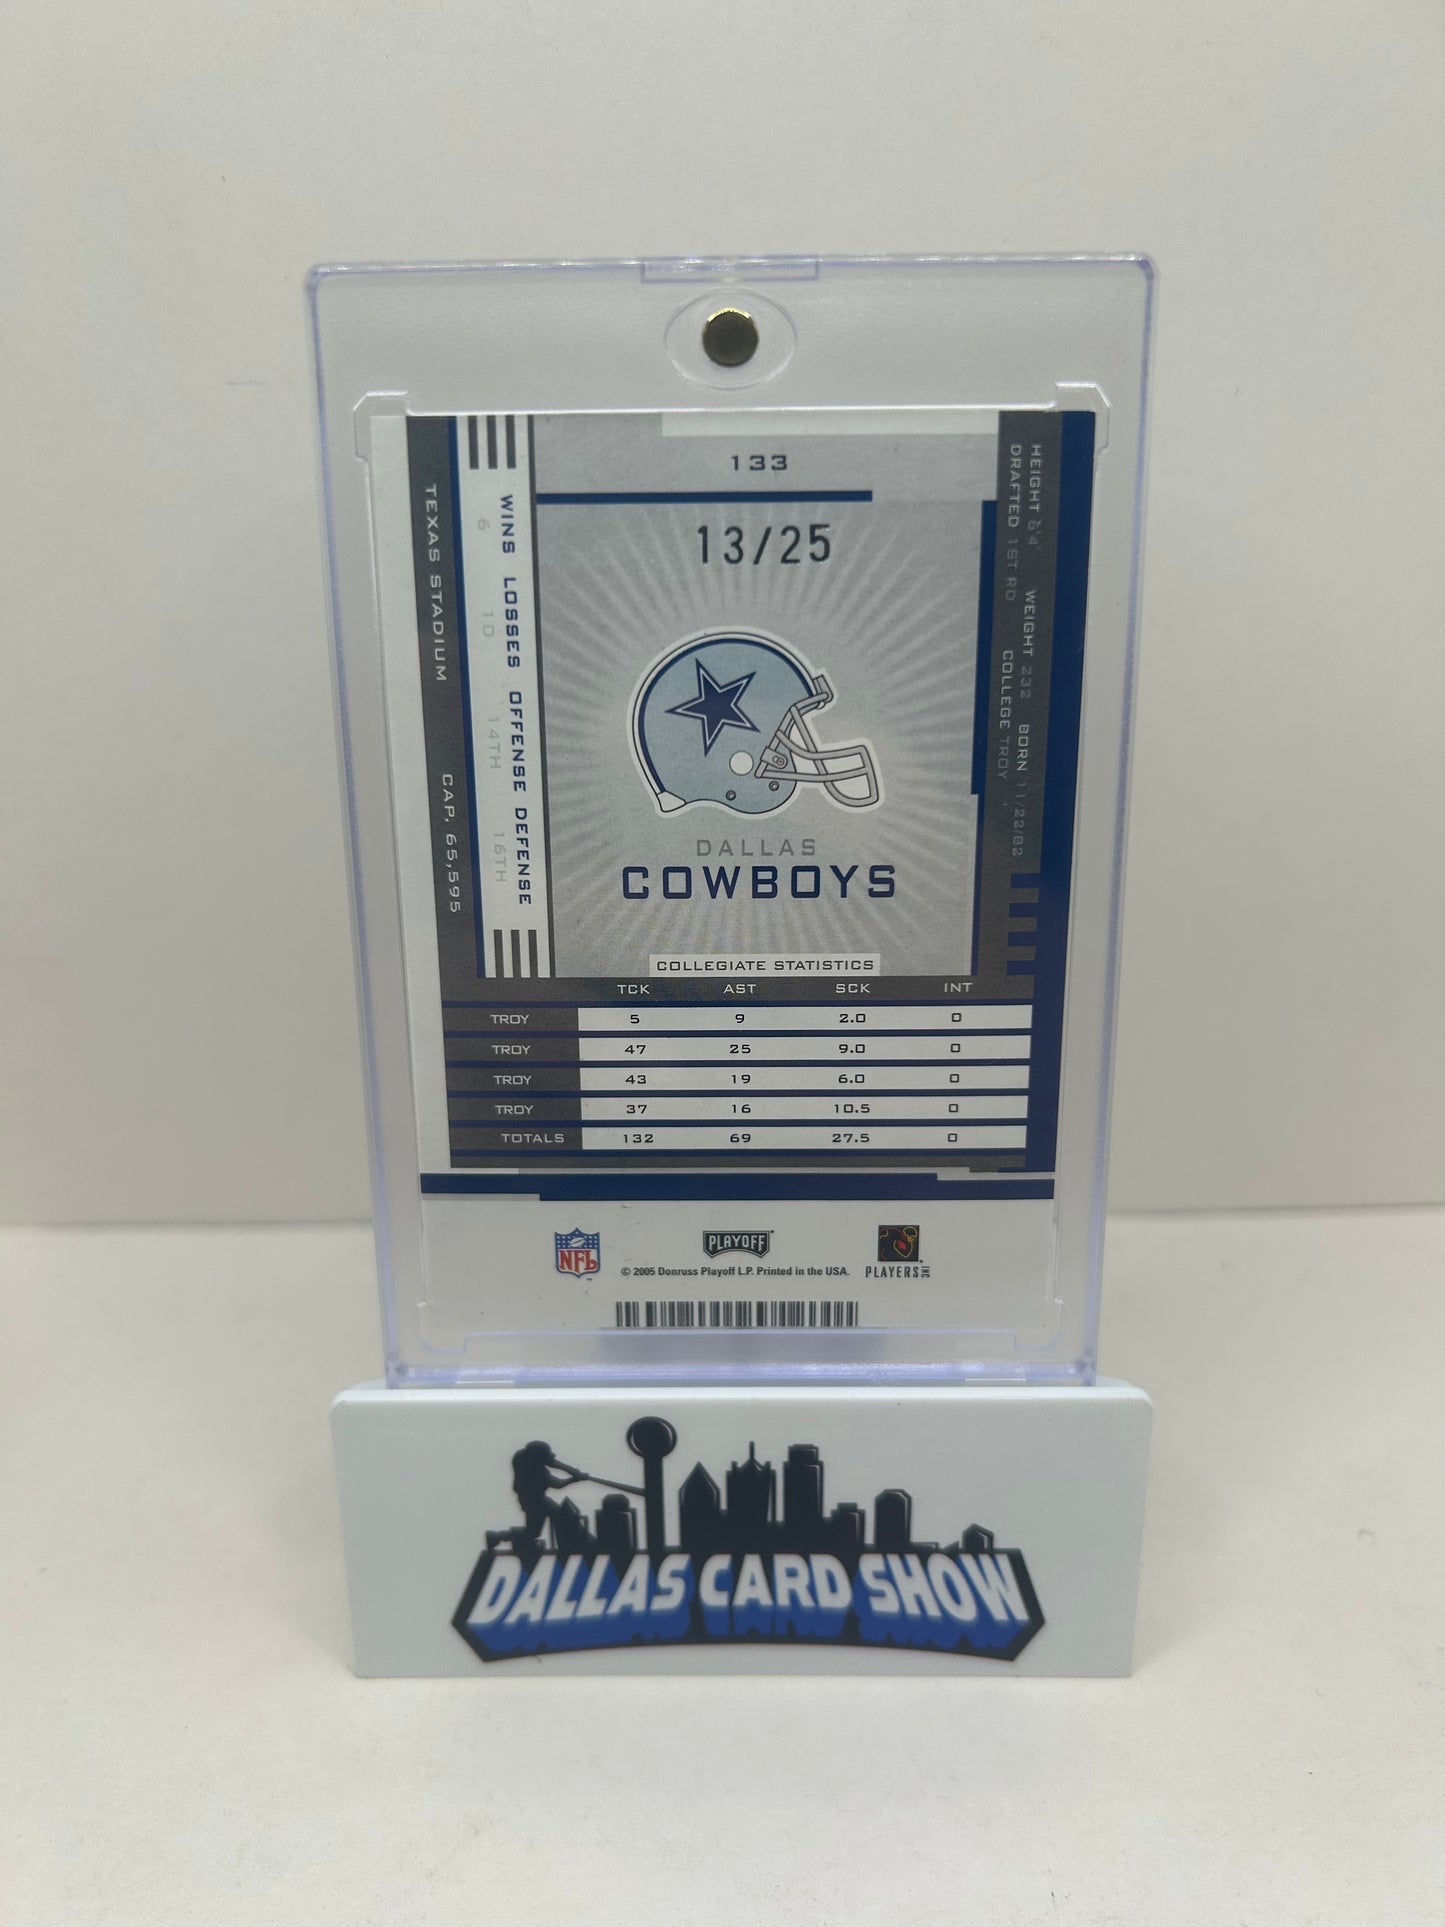 133
13/25
HEIGHT 6'4" WEIGHT 232 BORN 11/22/82
DRAFTED 1ST RD COLLEGE TROY
WINS LOSSES OFFENSE DEFENSE
6 10 14TH 16TH
TEXAS STADIUM CAP. 65,595
DALLAS
COWBOYS
COLLEGIATE STATISTICS
TCK AST SCK INT
TROY 5 9 2.0 0
TROY 47 25 9.0 0
TROY 43 19 6.0 0
TROY 37 16 10.5 0
TOTALS 132 69 27.5 0
NFL
PLAYOFF
© 2005 Donruss Playoff L.P. Printed in the USA.
PLAYERS INC
DALLAS CARD SHOW